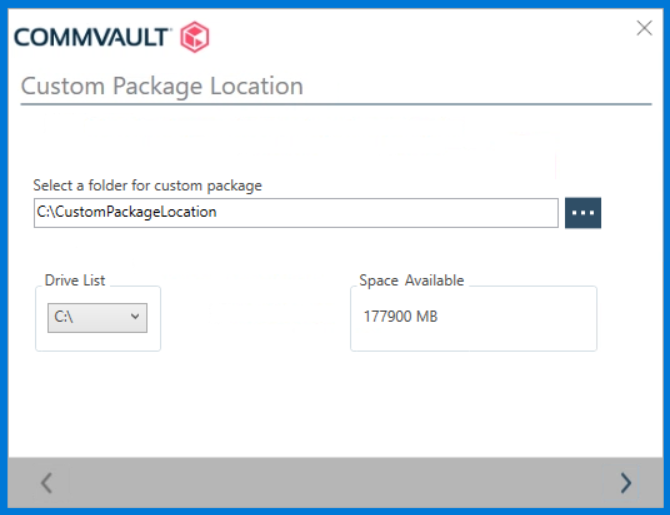 COMMVAULT
Custom Package Location
Select a folder for custom package
C:\CustomPackageLocation
...
Drive List
C:\
Space Available
177900 MB